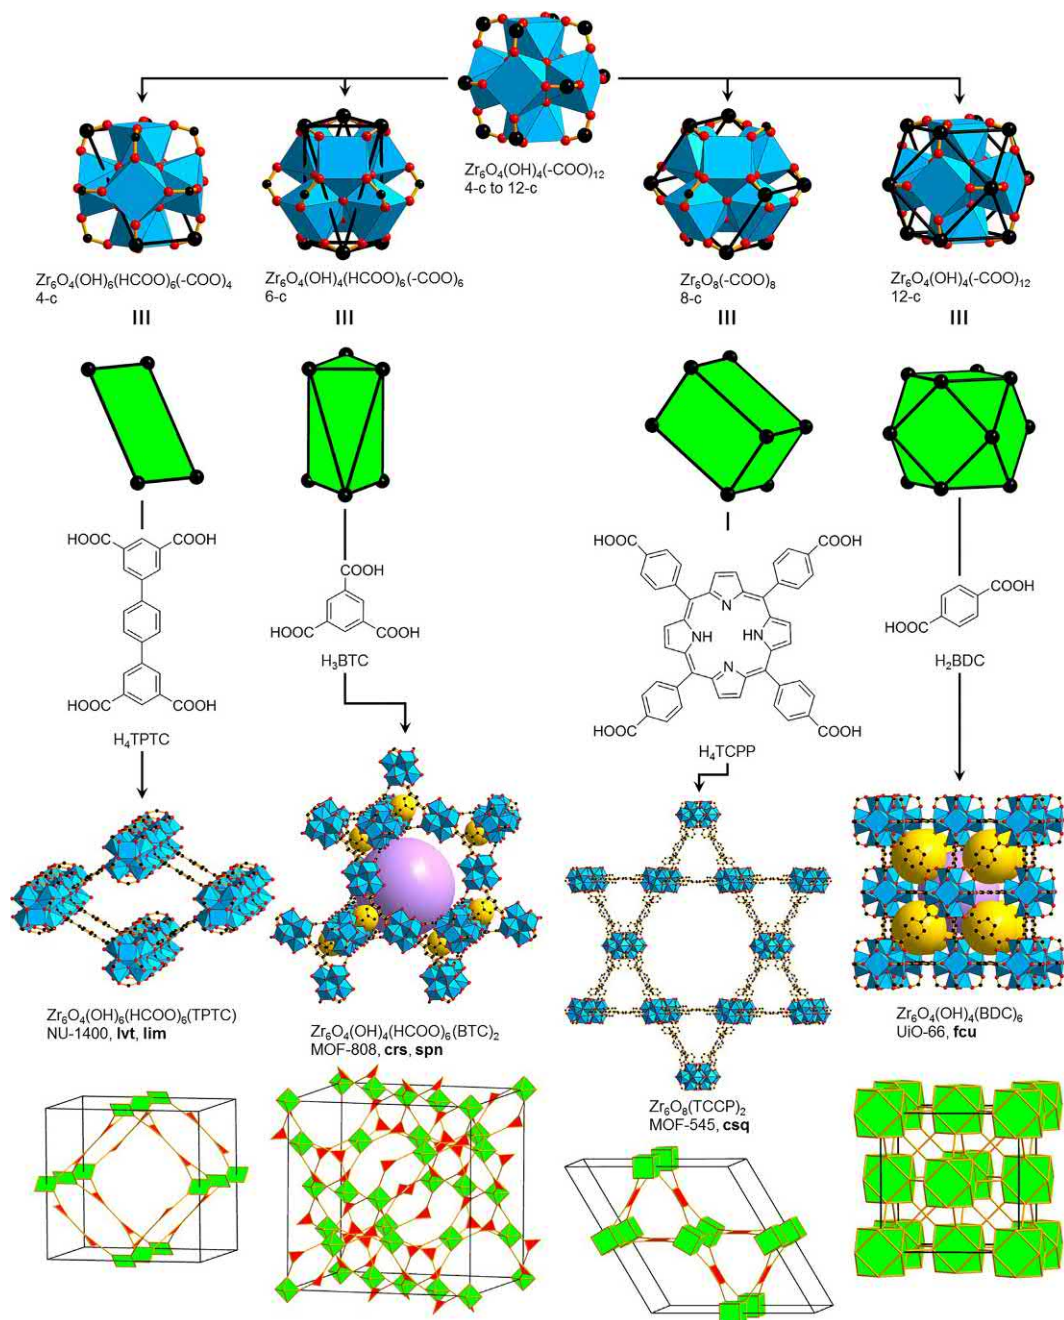 Zr₆O₄(OH)₄(-COO)₁₂
4-c to 12-c
Zr₆O₄(OH)₆(HCOO)₆(-COO)₄
4-c
Zr₆O₄(OH)₄(HCOO)₆(-COO)₆
6-c
Zr₆O₈(-COO)₈
8-c
Zr₆O₄(OH)₄(-COO)₁₂
12-c
HOOC
COOH
HOOC
COOH
H₄TPTC
COOH
HOOC
COOH
H₃BTC
HOOC
COOH
N
NH
HN
N
HOOC
COOH
H₄TCPP
COOH
HOOC
H₂BDC
Zr₆O₄(OH)₆(HCOO)₆(TPTC)
NU-1400, lvt, lim
Zr₆O₄(OH)₄(HCOO)₆(BTC)₂
MOF-808, crs, spn
Zr₆O₈(TCCP)₂
MOF-545, csq
Zr₆O₄(OH)₄(BDC)₆
UiO-66, fcu